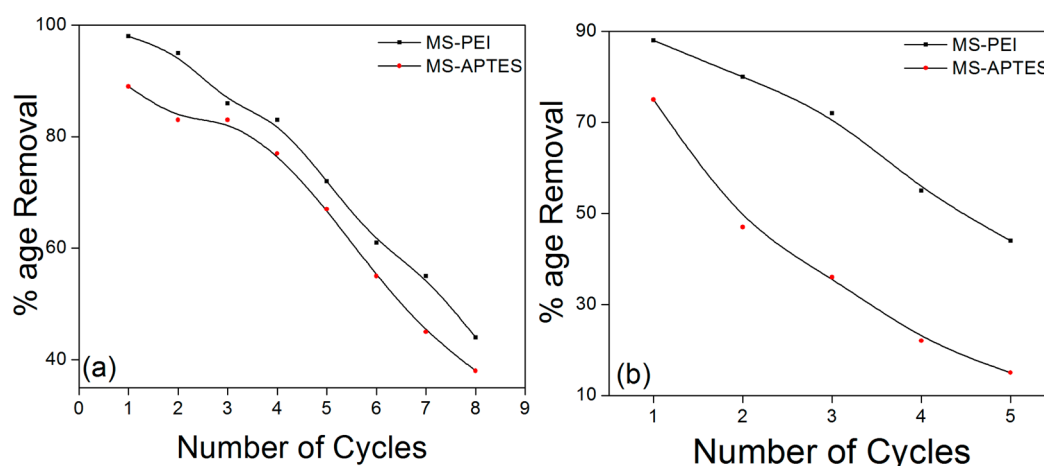 100
80
60
40
% age Removal
MS-PEI
MS-APTES
(a)
0 1 2 3 4 5 6 7 8 9
Number of Cycles
90
70
50
30
10
% age Removal
MS-PEI
MS-APTES
(b)
1 2 3 4 5
Number of Cycles